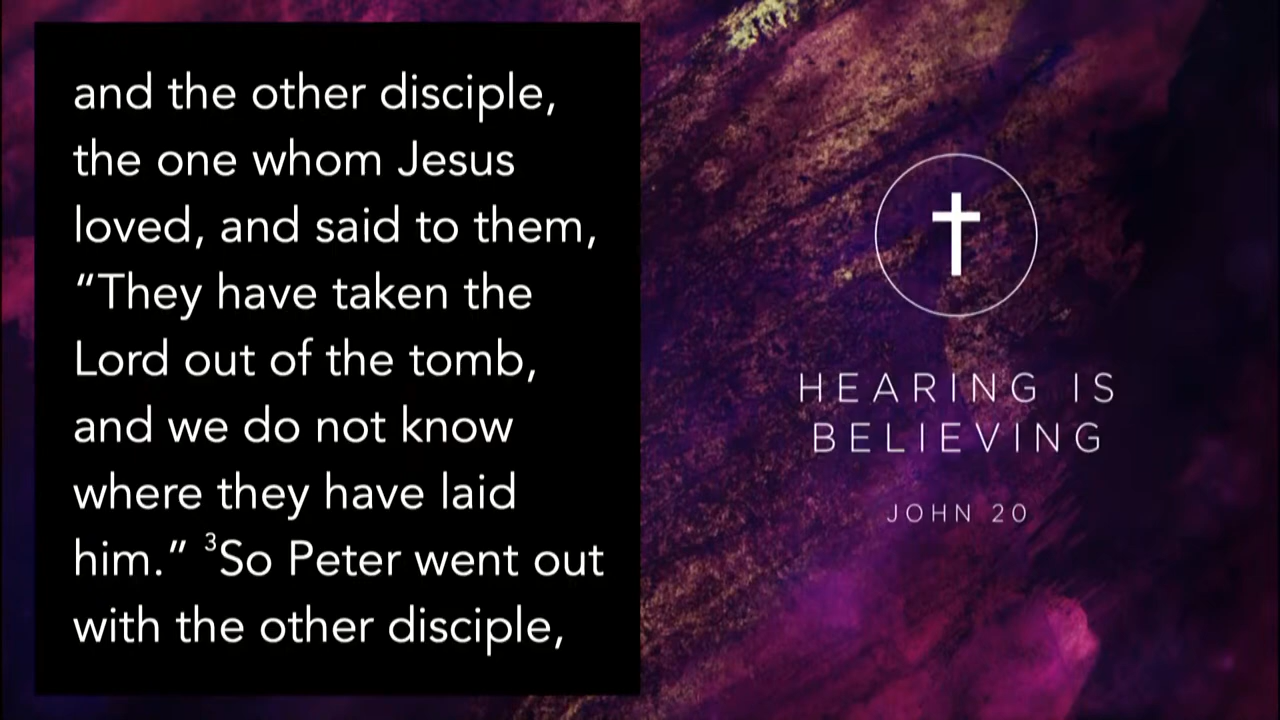 and the other disciple,
the one whom Jesus
loved, and said to them,
“They have taken the
Lord out of the tomb,
and we do not know
where they have laid
him.” ³So Peter went out
with the other disciple,
HEARING IS
BELIEVING
JOHN 20